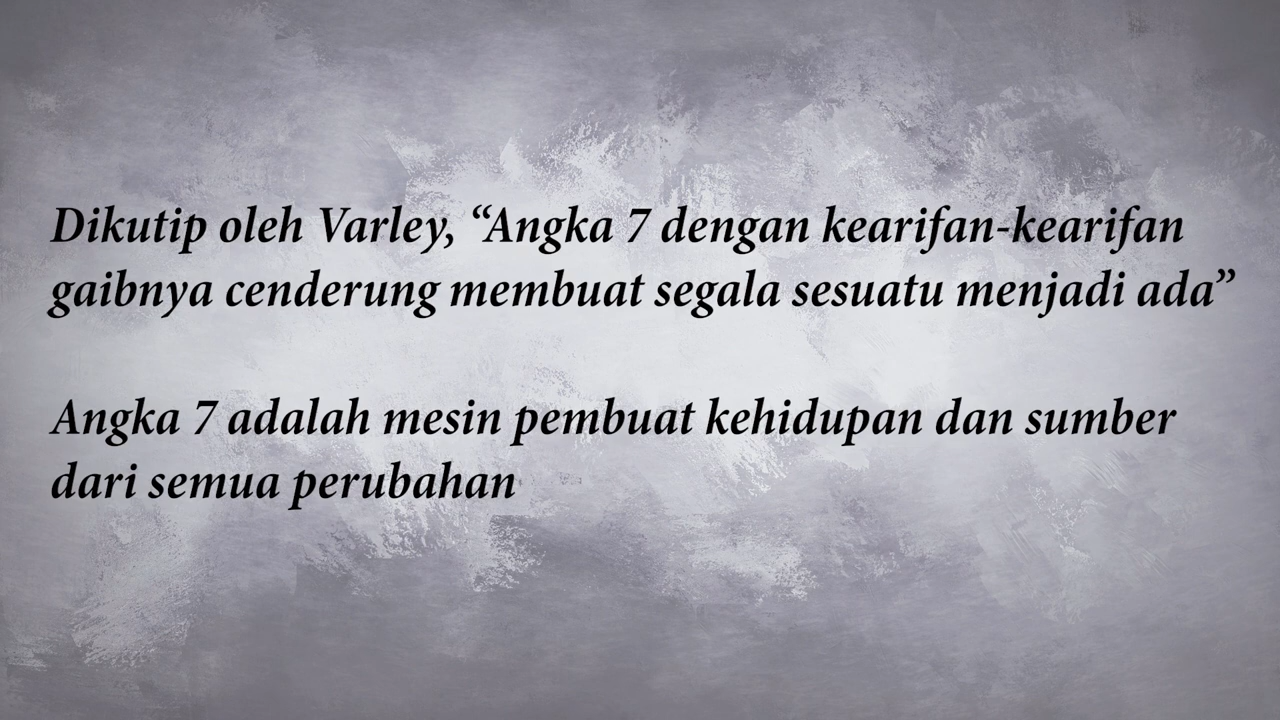 Dikutip oleh Varley, “Angka 7 dengan kearifan-kearifan
gaibnya cenderung membuat segala sesuatu menjadi ada”
Angka 7 adalah mesin pembuat kehidupan dan sumber
dari semua perubahan